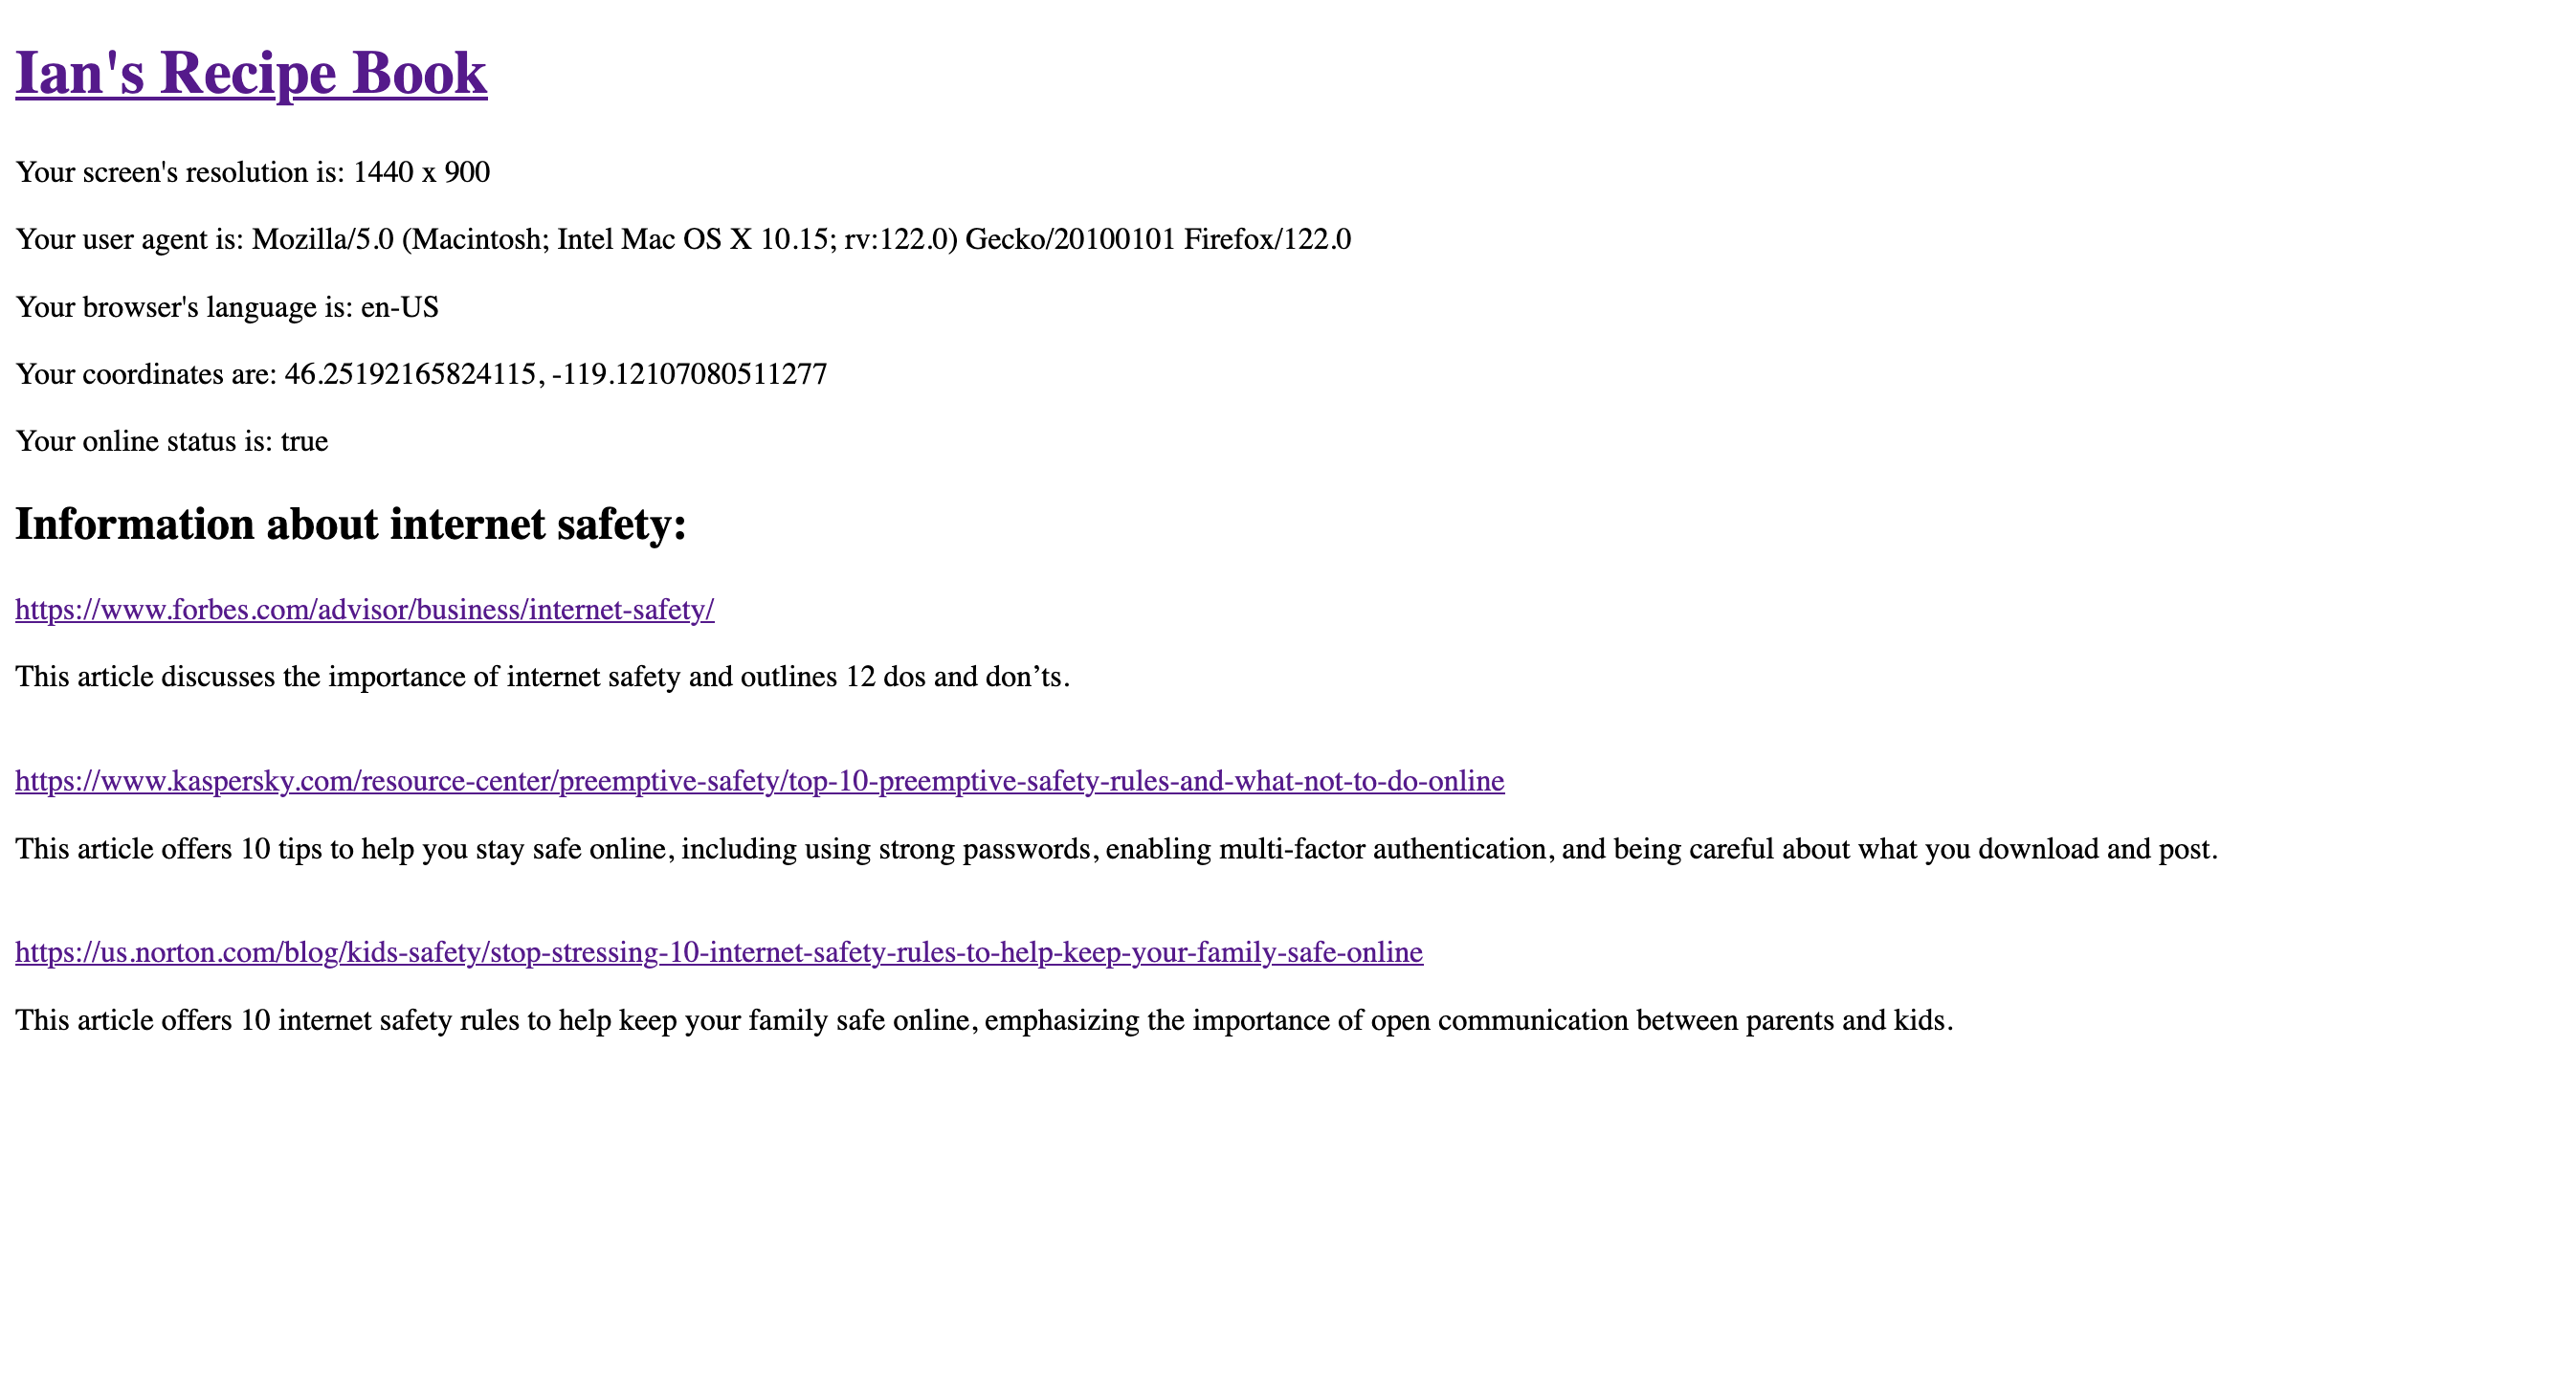 Ian's Recipe Book
Your screen's resolution is: 1440 x 900
Your user agent is: Mozilla/5.0 (Macintosh; Intel Mac OS X 10.15; rv:122.0) Gecko/20100101 Firefox/122.0
Your browser's language is: en-US
Your coordinates are: 46.25192165824115, -119.12107080511277
Your online status is: true
Information about internet safety:
https://www.forbes.com/advisor/business/internet-safety/
This article discusses the importance of internet safety and outlines 12 dos and don’ts.
https://www.kaspersky.com/resource-center/preemptive-safety/top-10-preemptive-safety-rules-and-what-not-to-do-online
This article offers 10 tips to help you stay safe online, including using strong passwords, enabling multi-factor authentication, and being careful about what you download and post.
https://us.norton.com/blog/kids-safety/stop-stressing-10-internet-safety-rules-to-help-keep-your-family-safe-online
This article offers 10 internet safety rules to help keep your family safe online, emphasizing the importance of open communication between parents and kids.